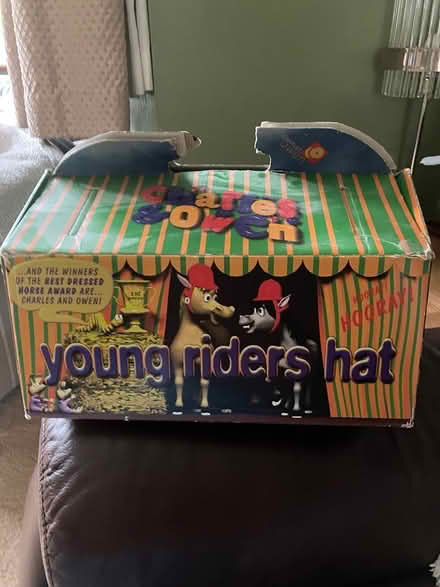 Charles
& Owen
...AND THE WINNERS
OF THE BEST DRESSED
HORSE AWARD ARE...
CHARLES AND OWEN!
HOORAY!
young riders hat